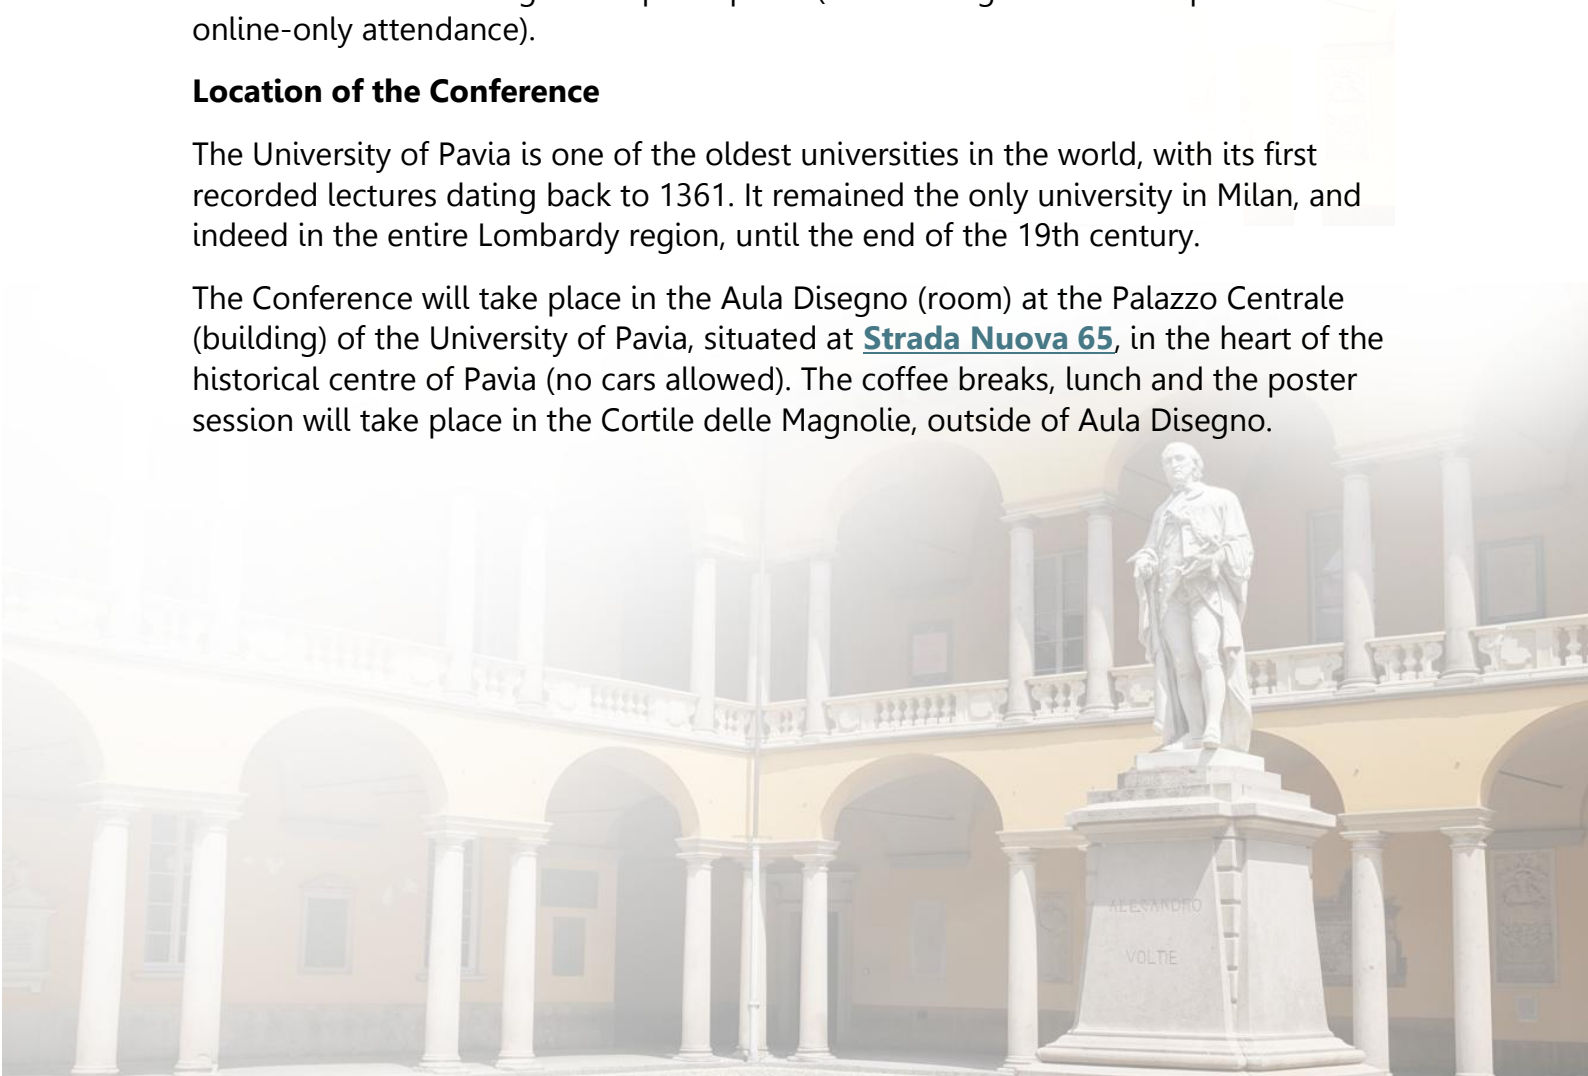 online-only attendance).
Location of the Conference
The University of Pavia is one of the oldest universities in the world, with its first
recorded lectures dating back to 1361. It remained the only university in Milan, and
indeed in the entire Lombardy region, until the end of the 19th century.
The Conference will take place in the Aula Disegno (room) at the Palazzo Centrale
(building) of the University of Pavia, situated at Strada Nuova 65, in the heart of the
historical centre of Pavia (no cars allowed). The coffee breaks, lunch and the poster
session will take place in the Cortile delle Magnolie, outside of Aula Disegno.
ALESANDRO
VOLTIE